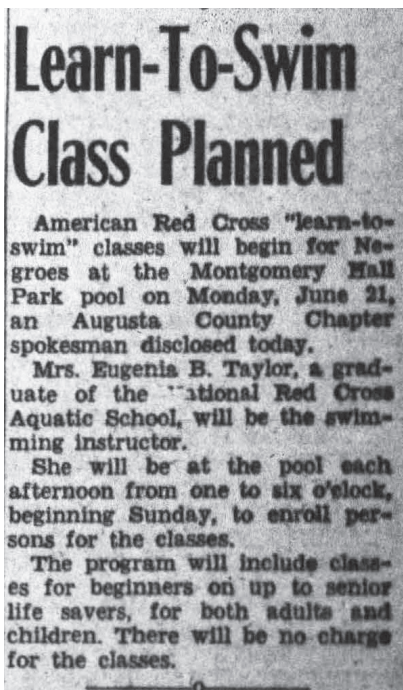 Learn-To-Swim
Class Planned
American Red Cross "learn-to-
swim" classes will begin for Ne-
groes at the Montgomery Hall
Park pool on Monday, June 21,
an Augusta County Chapter
spokesman disclosed today.
Mrs. Eugenia B. Taylor, a grad-
uate of the ational Red Cross
Aquatic School, will be the swim-
ming instructor.
She will be at the pool each
afternoon from one to six o'clock,
beginning Sunday, to enroll per-
sons for the classes.
The program will include class-
es for beginners on up to senior
life savers, for both adults and
children. There will be no charge
for the classes.